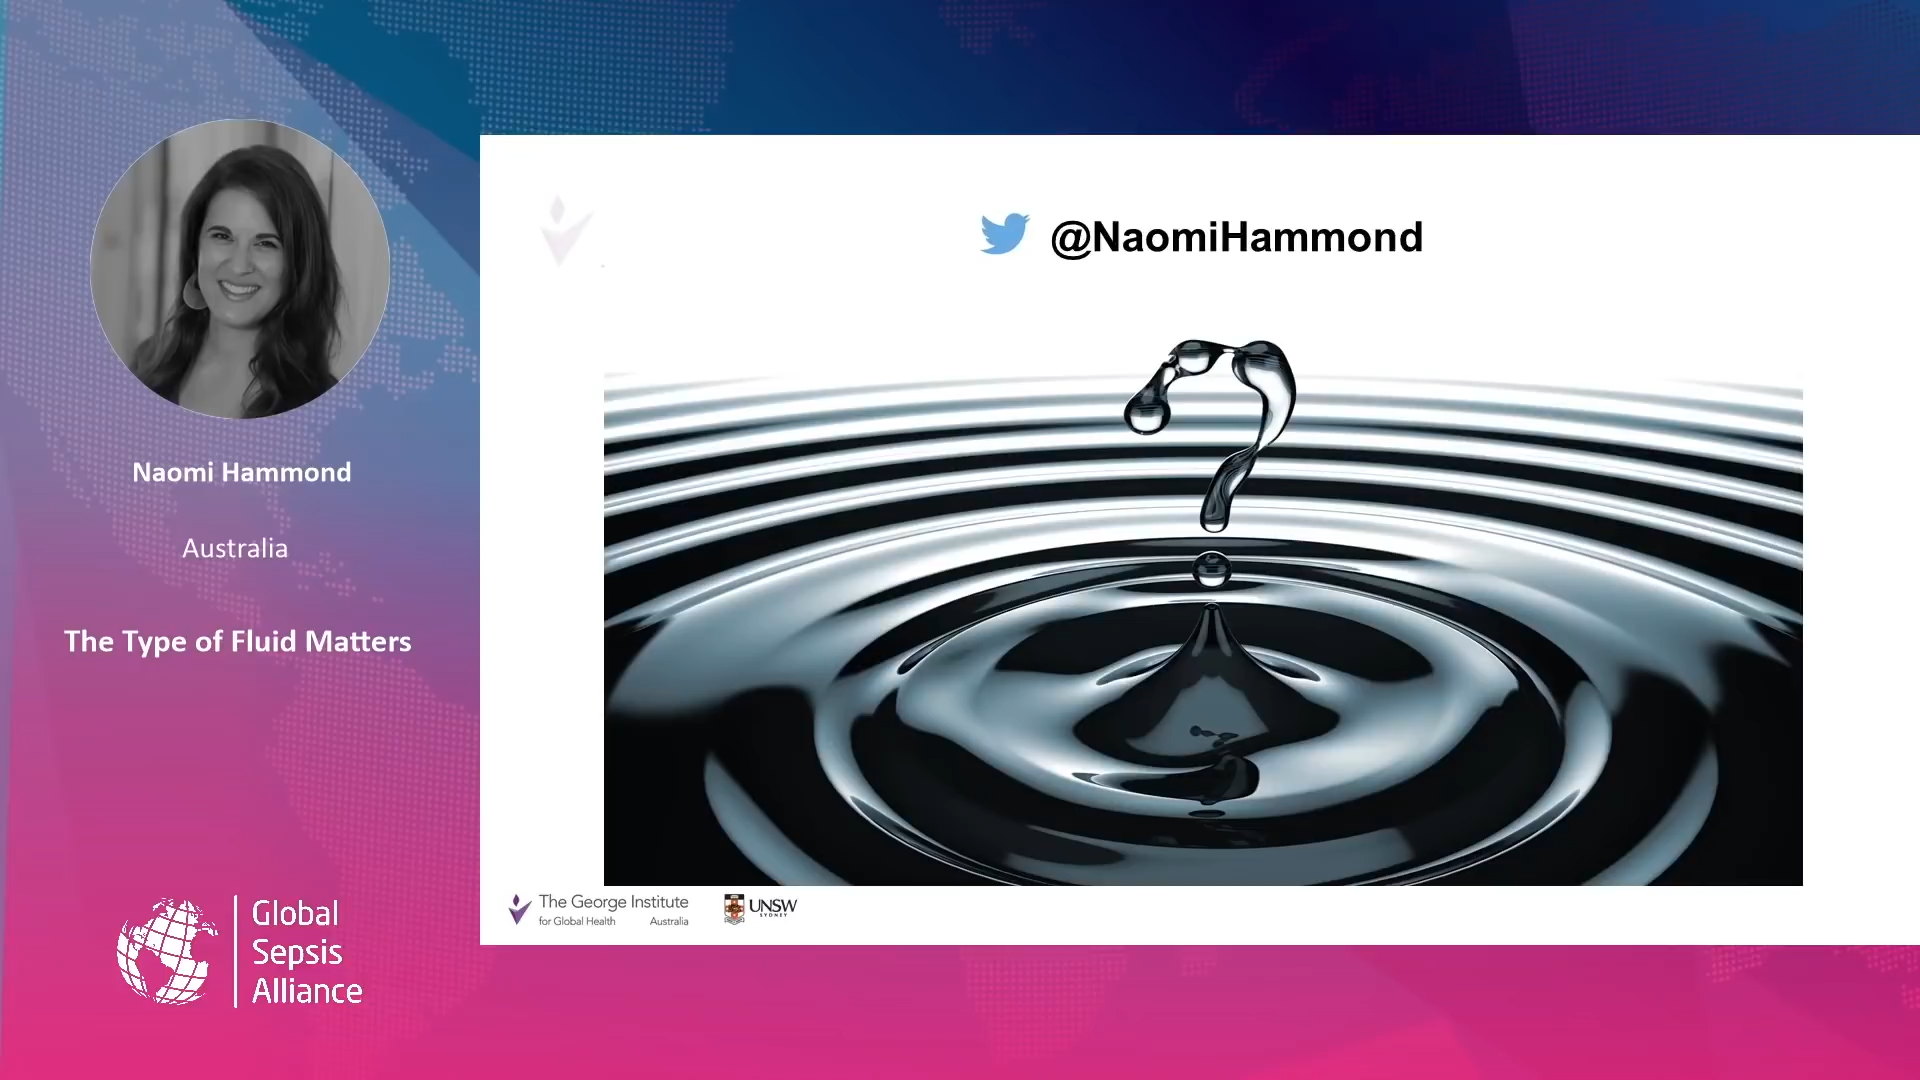 Naomi Hammond
Australia
The Type of Fluid Matters
Global
Sepsis
Alliance
@NaomiHammond
The George Institute
for Global Health Australia
UNSW
SYDNEY